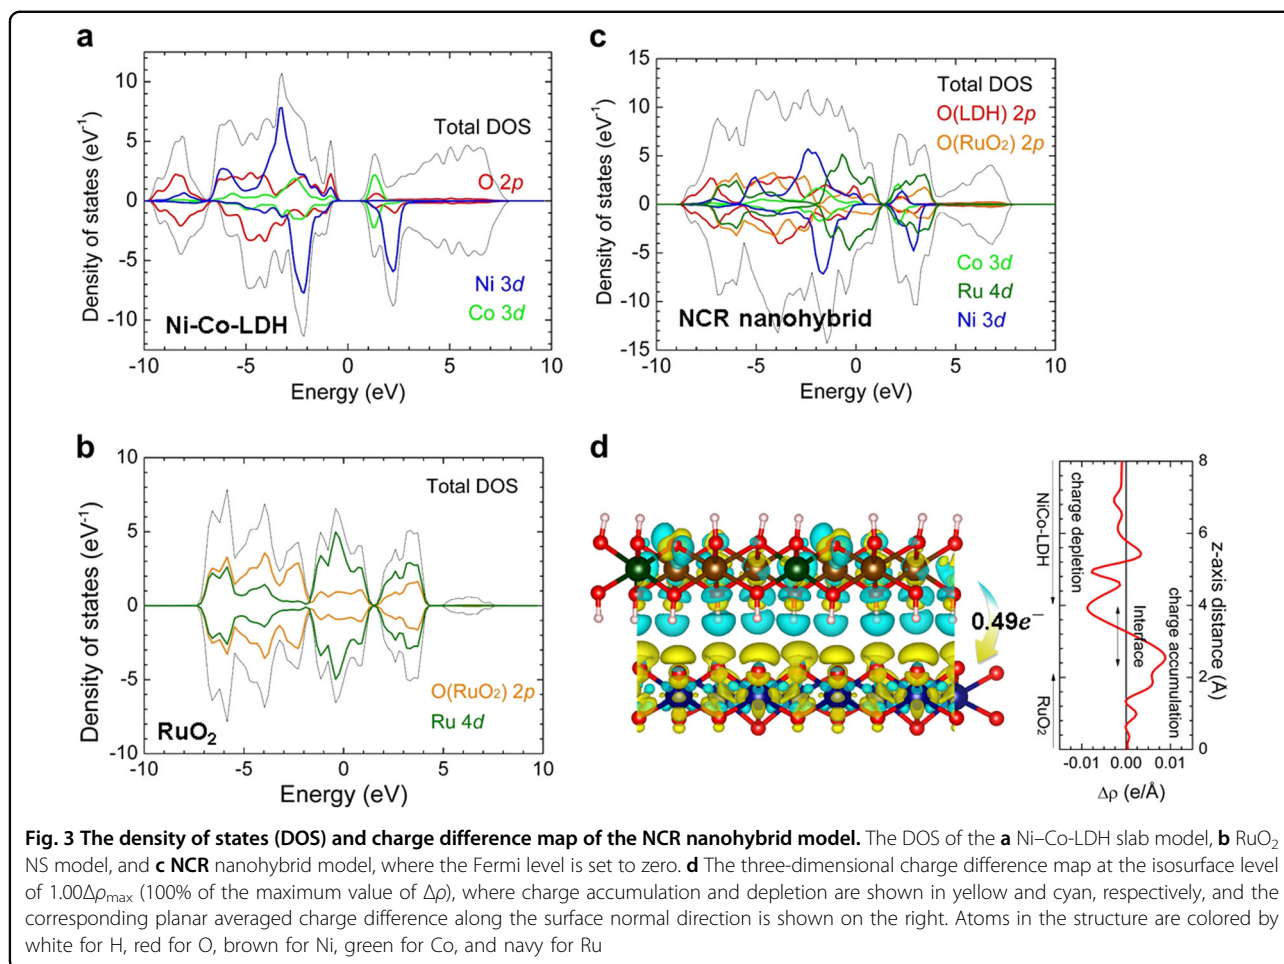 a
Density of states (eV⁻¹)
10
5
0
-5
-10
Total DOS
O 2p
Ni 3d
Co 3d
Ni-Co-LDH
-10
-5
0
5
10
Energy (eV)
c
Density of states (eV⁻¹)
15
10
5
0
-5
-10
-15
Total DOS
O(LDH) 2p
O(RuO₂) 2p
Co 3d
Ru 4d
Ni 3d
NCR nanohybrid
-10
-5
0
5
10
Energy (eV)
b
Density of states (eV⁻¹)
10
5
0
-5
-10
Total DOS
O(RuO₂) 2p
Ru 4d
RuO₂
-10
-5
0
5
10
Energy (eV)
d
0.49e⁻
NiCo-LDH
RuO₂
charge depletion
Interface
charge accumulation
8
6
4
2
0
z-axis distance (Å)
-0.01
0.00
0.01
Δρ (e/Å)
Fig. 3 The density of states (DOS) and charge difference map of the NCR nanohybrid model. The DOS of the a Ni–Co-LDH slab model, b RuO₂
NS model, and c NCR nanohybrid model, where the Fermi level is set to zero. d The three-dimensional charge difference map at the isosurface level
of 1.00Δρmax (100% of the maximum value of Δρ), where charge accumulation and depletion are shown in yellow and cyan, respectively, and the
corresponding planar averaged charge difference along the surface normal direction is shown on the right. Atoms in the structure are colored by
white for H, red for O, brown for Ni, green for Co, and navy for Ru